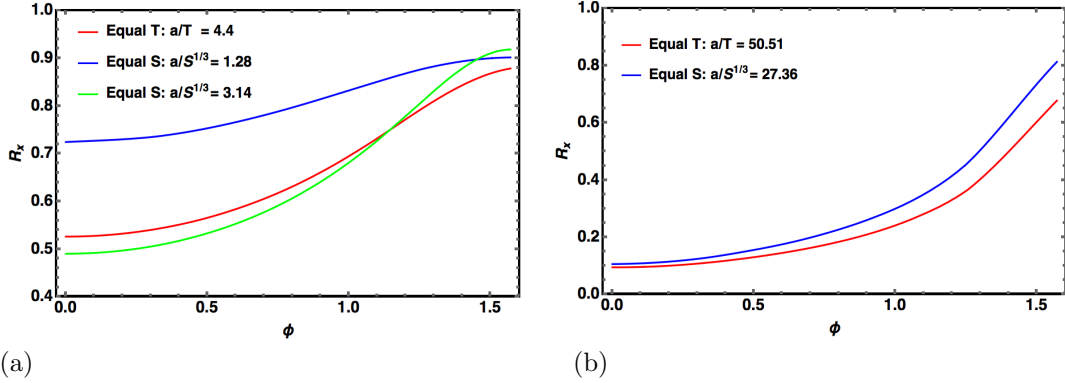 1.0
0.9
0.8
0.7
0.6
0.5
0.4
Rₓ
Equal T: a/T = 4.4
Equal S: a/S^1/3 = 1.28
Equal S: a/S^1/3 = 3.14
0.0 0.5 1.0 1.5
ϕ
(a)
1.0
0.8
0.6
0.4
0.2
0.0
Rₓ
Equal T: a/T = 50.51
Equal S: a/S^1/3 = 27.36
0.0 0.5 1.0 1.5
ϕ
(b)